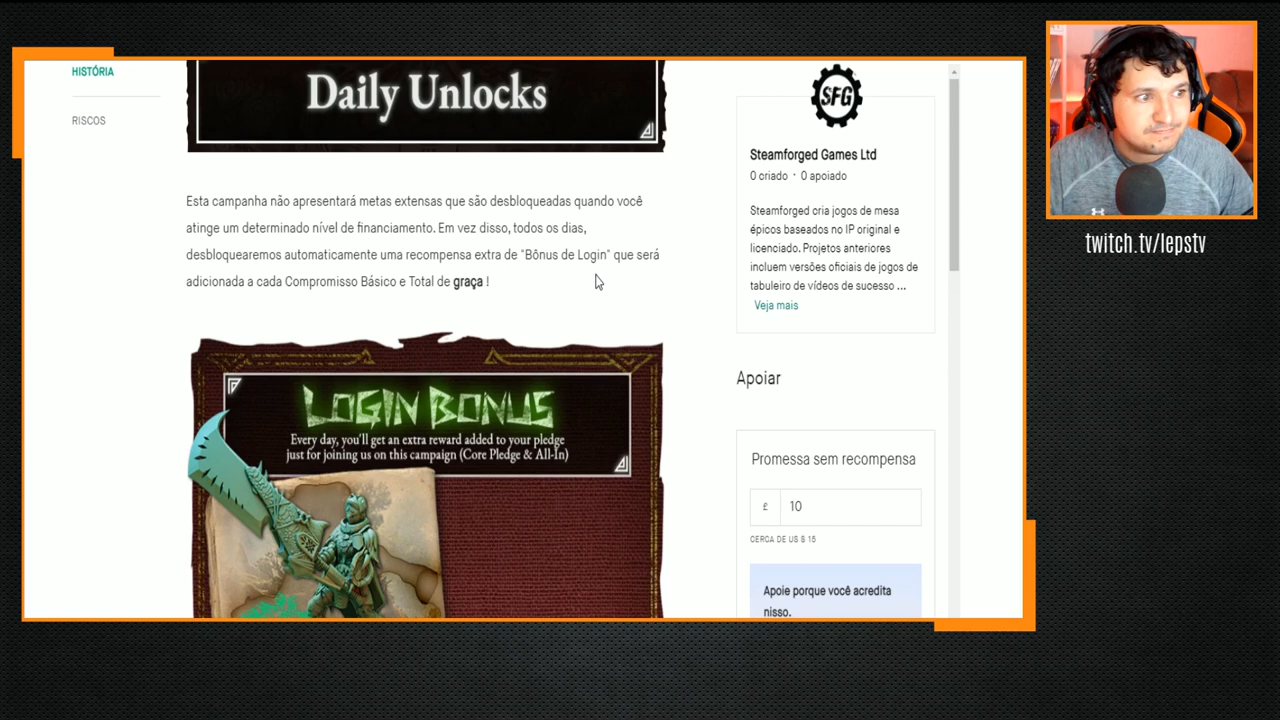 HISTÓRIA
RISCOS
Daily Unlocks
Esta campanha não apresentará metas extensas que são desbloqueadas quando você
atinge um determinado nível de financiamento. Em vez disso, todos os dias,
desbloquearemos automaticamente uma recompensa extra de "Bônus de Login" que será
adicionada a cada Compromisso Básico e Total de graça !
LOGIN BONUS
Every day, you'll get an extra reward added to your pledge
just for joining us on this campaign (Core Pledge & All-In)
SFG
Steamforged Games Ltd
0 criado · 0 apoiado
Steamforged cria jogos de mesa
épicos baseados no IP original e
licenciado. Projetos anteriores
incluem versões oficiais de jogos de
tabuleiro de vídeos de sucesso ...
Veja mais
Apoiar
Promessa sem recompensa
£ 10
CERCA DE US $ 15
Apoie porque você acredita
nisso.
twitch.tv/lepstv